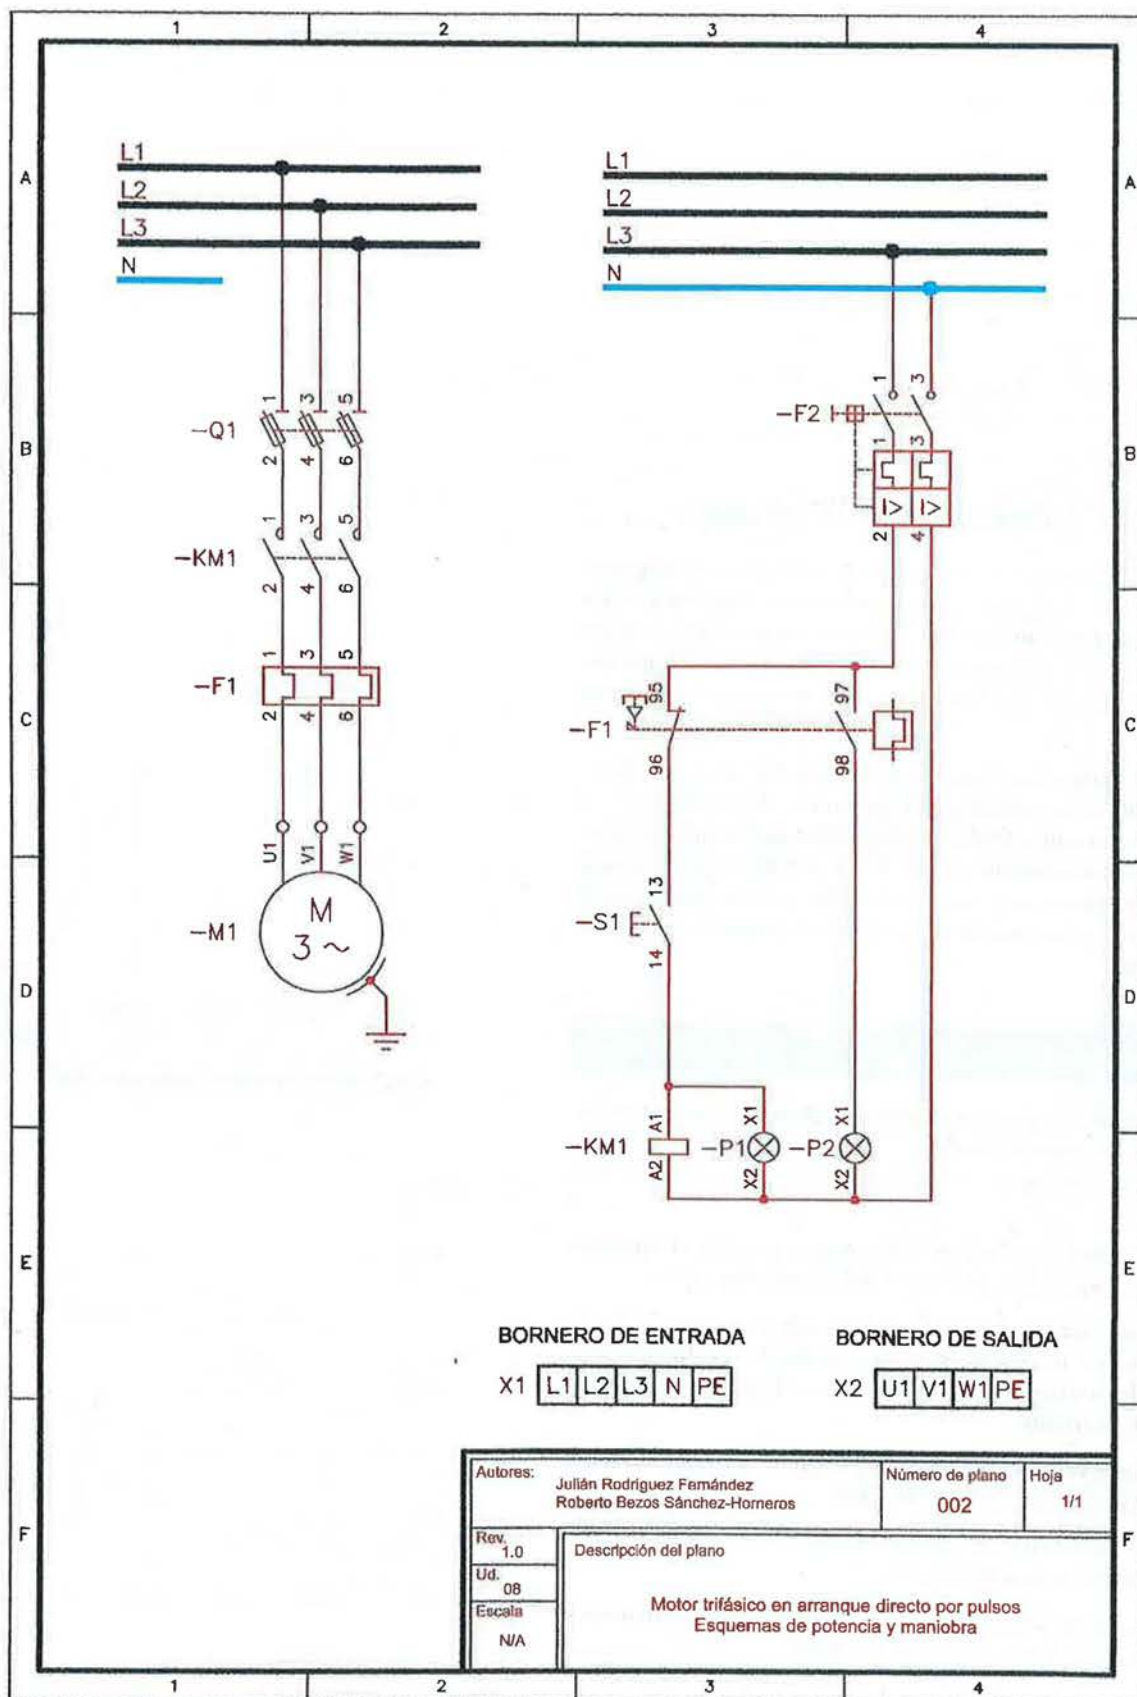 1 2 3 4
A A
L1
L2
L3
N
L1
L2
L3
N
B B
-Q1
1 3 5
2 4 6
-KM1
1 3 5
2 4 6
-F1
1 3 5
2 4 6
U1 V1 W1
-M1
M
3 ~
-F2
1 3
1 3
I> I>
2 4
C C
-F1
95 97
96 98
-S1
13
14
D D
-KM1
A1
A2
-P1
X1
X2
-P2
X1
X2
E E
BORNERO DE ENTRADA
X1 L1 L2 L3 N PE
BORNERO DE SALIDA
X2 U1 V1 W1 PE
F F
Autores:
Julián Rodríguez Fernández
Roberto Bezos Sánchez-Horneros
Número de plano
002
Hoja
1/1
Rev.
1.0
Ud.
08
Escala
N/A
Descripción del plano
Motor trifásico en arranque directo por pulsos
Esquemas de potencia y maniobra
1 2 3 4